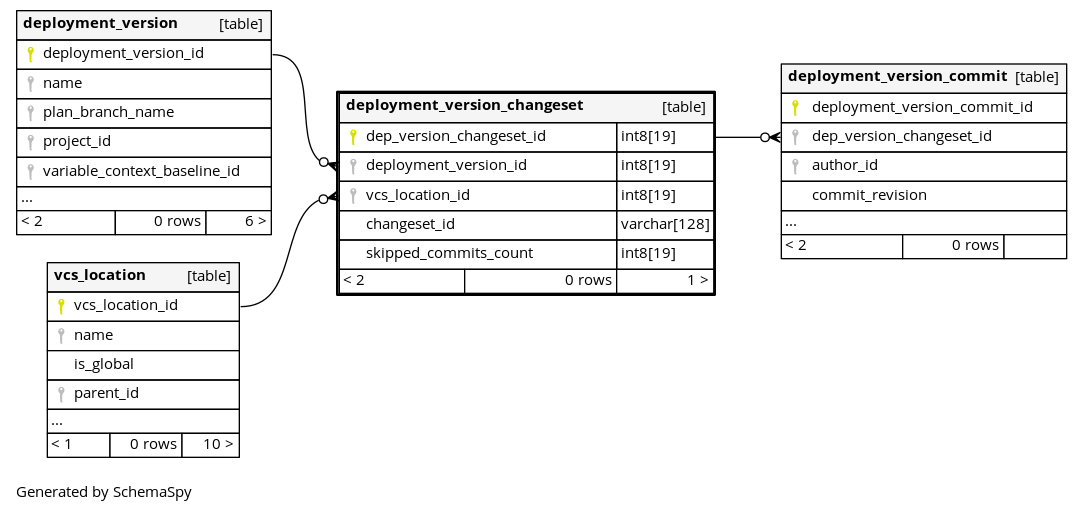 deployment_version [table]
deployment_version_id
name
plan_branch_name
project_id
variable_context_baseline_id
...
< 2 0 rows 6 >
vcs_location [table]
vcs_location_id
name
is_global
parent_id
...
< 1 0 rows 10 >
deployment_version_changeset [table]
dep_version_changeset_id int8[19]
deployment_version_id int8[19]
vcs_location_id int8[19]
changeset_id varchar[128]
skipped_commits_count int8[19]
< 2 0 rows 1 >
deployment_version_commit [table]
deployment_version_commit_id
dep_version_changeset_id
author_id
commit_revision
...
< 2 0 rows
Generated by SchemaSpy